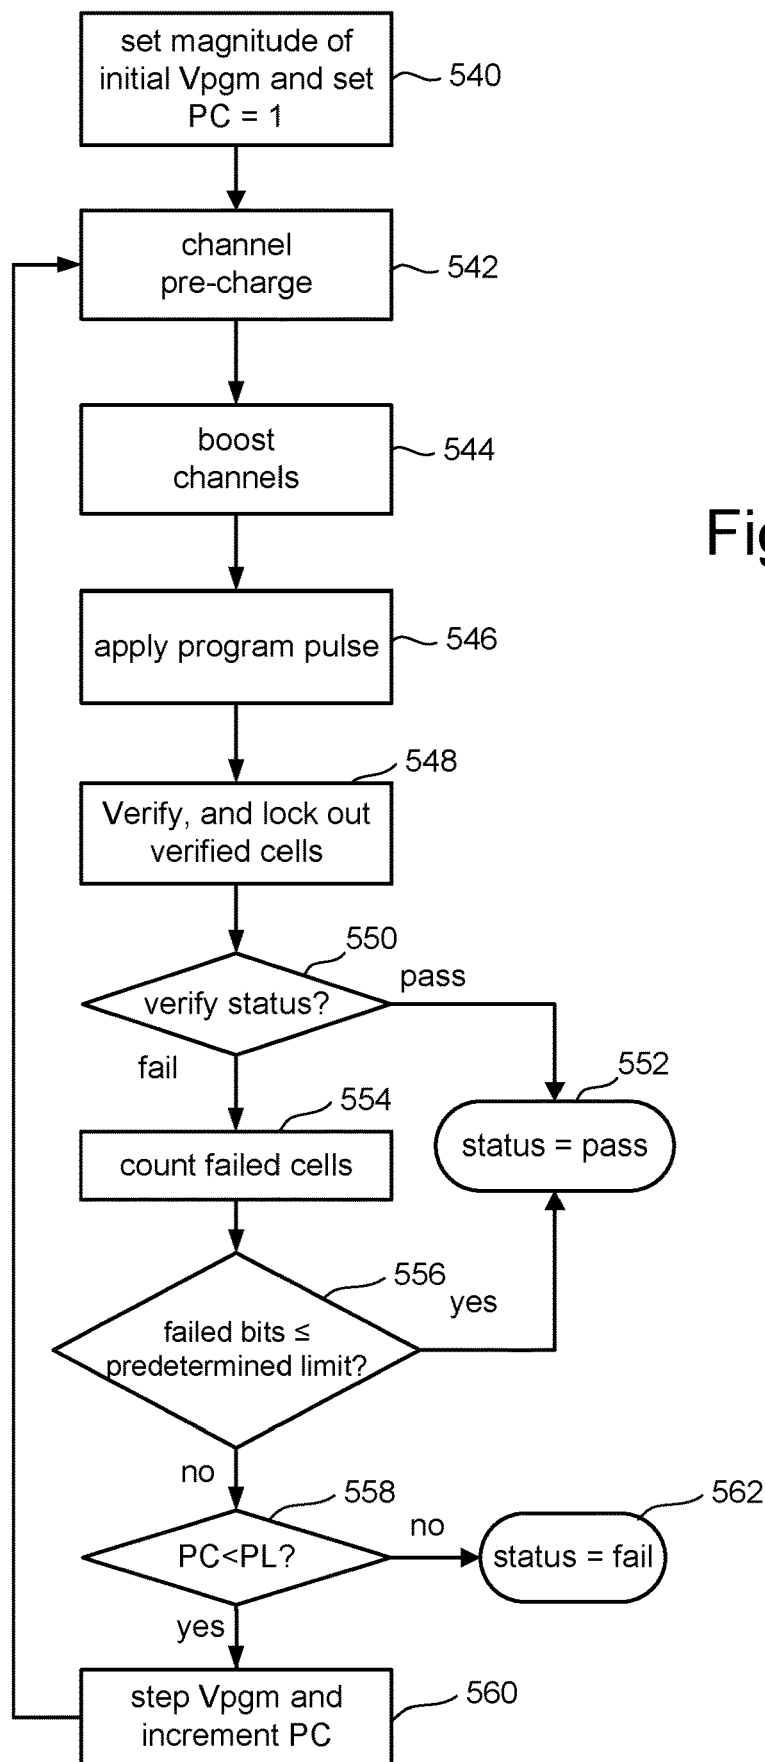 set magnitude of
initial Vpgm and set
PC = 1
540
channel
pre-charge
542
boost
channels
544
Fig
apply program pulse
546
548
Verify, and lock out
verified cells
550
verify status?
pass
fail
552
status = pass
554
count failed cells
556
yes
failed bits ≤
predetermined limit?
no
558
PC<PL?
no
562
status = fail
yes
step Vpgm and
increment PC
560